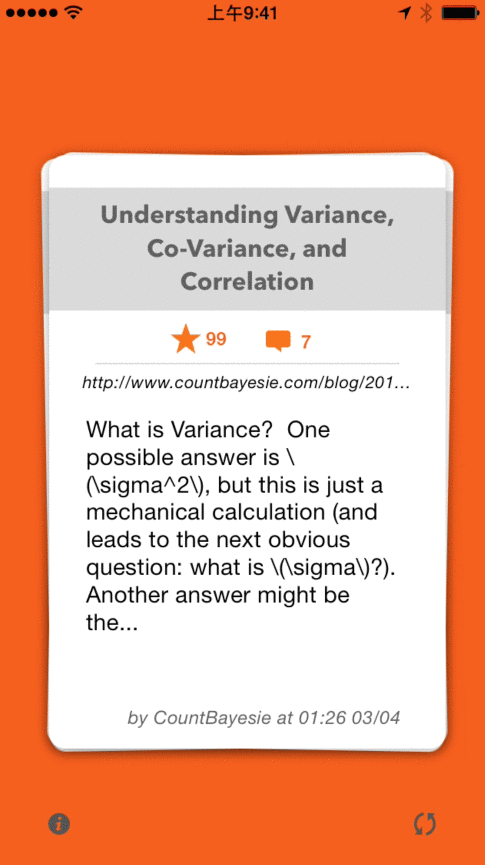 上午9:41
Understanding Variance,
Co-Variance, and
Correlation
99 7
http://www.countbayesie.com/blog/201...
What is Variance?  One
possible answer is \
(\sigma^2\), but this is just a
mechanical calculation (and
leads to the next obvious
question: what is \(\sigma\)?).
Another answer might be
the...
by CountBayesie at 01:26 03/04